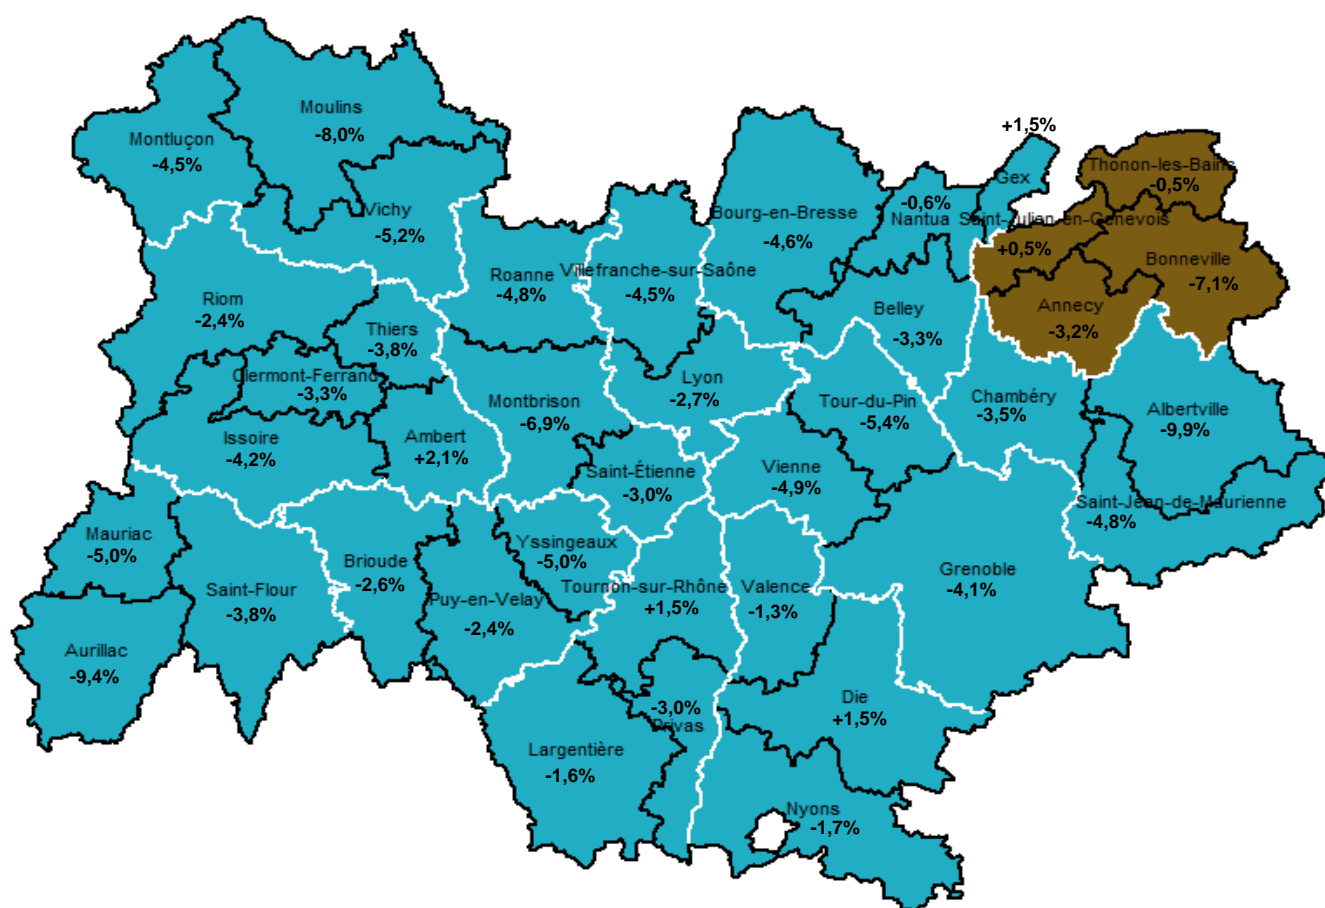 Moulins
-8,0%
Montluçon
-4,5%
+1,5%
Gex
Thonon-les-Bains
-0,5%
Vichy
-5,2%
Bourg-en-Bresse
-4,6%
-0,6%
Nantua
Saint-Julien-en-Genevois
+0,5%
Bonneville
-7,1%
Roanne
-4,8%
Villefranche-sur-Saône
-4,5%
Riom
-2,4%
Thiers
-3,8%
Belley
-3,3%
Annecy
-3,2%
Clermont-Ferrand
-3,3%
Montbrison
-6,9%
Lyon
-2,7%
Tour-du-Pin
-5,4%
Chambéry
-3,5%
Albertville
-9,9%
Issoire
-4,2%
Ambert
+2,1%
Saint-Étienne
-3,0%
Vienne
-4,9%
Saint-Jean-de-Maurienne
-4,8%
Mauriac
-5,0%
Saint-Flour
-3,8%
Brioude
-2,6%
Yssingeaux
-5,0%
Puy-en-Velay
-2,4%
Tournon-sur-Rhône
+1,5%
Valence
-1,3%
Grenoble
-4,1%
Aurillac
-9,4%
Die
+1,5%
-3,0%
Privas
Largentière
-1,6%
Nyons
-1,7%